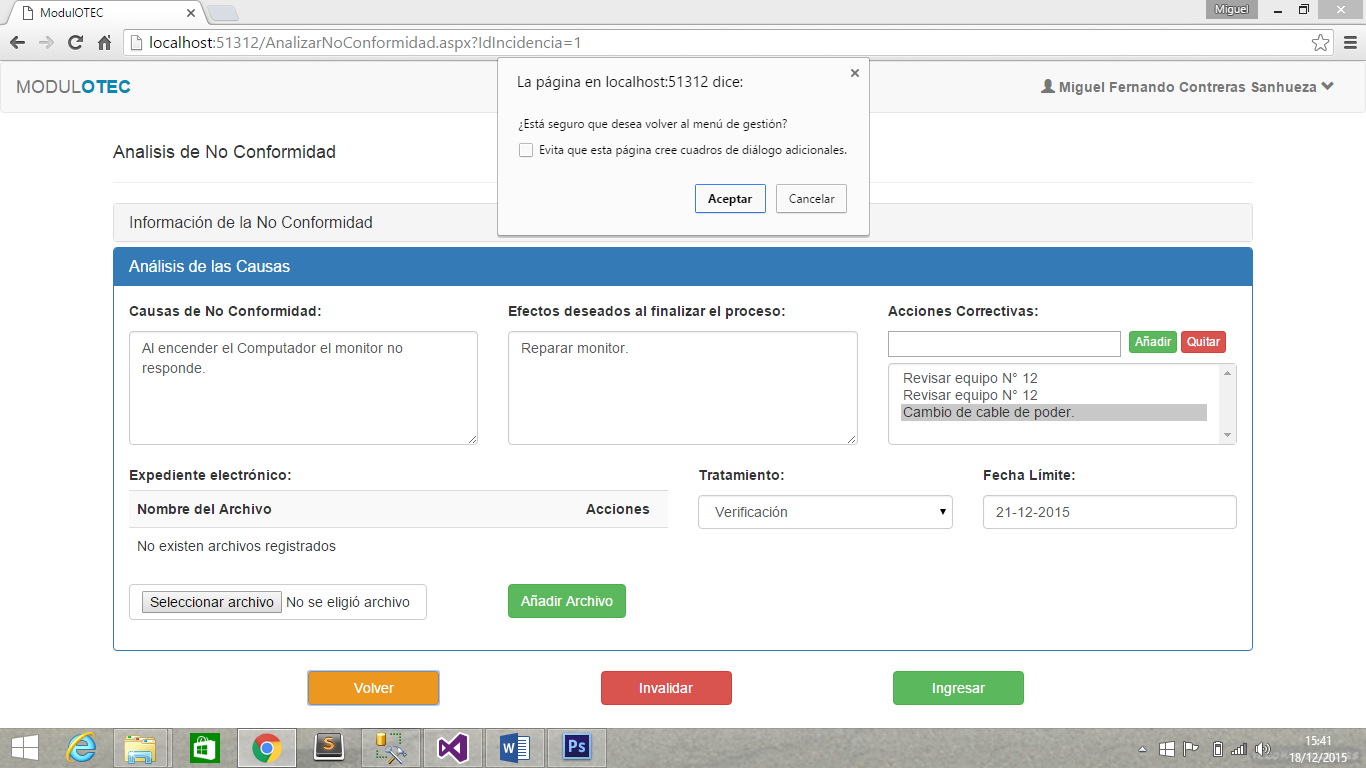 ModulOTEC
Miguel
localhost:51312/AnalizarNoConformidad.aspx?IdIncidencia=1
MODULOTEC
Miguel Fernando Contreras Sanhueza
La página en localhost:51312 dice:
¿Está seguro que desea volver al menú de gestión?
Evita que esta página cree cuadros de diálogo adicionales.
Aceptar Cancelar
Analisis de No Conformidad
Información de la No Conformidad
Análisis de las Causas
Causas de No Conformidad: Efectos deseados al finalizar el proceso: Acciones Correctivas:
Al encender el Computador el monitor no
responde.
Reparar monitor.
Añadir Quitar
Revisar equipo N° 12
Revisar equipo N° 12
Cambio de cable de poder.
Expediente electrónico: Tratamiento: Fecha Límite:
Nombre del Archivo Acciones
Verificación 21-12-2015
No existen archivos registrados
Seleccionar archivo No se eligió archivo Añadir Archivo
Volver Invalidar Ingresar
S
W
Ps
15:41
18/12/2015